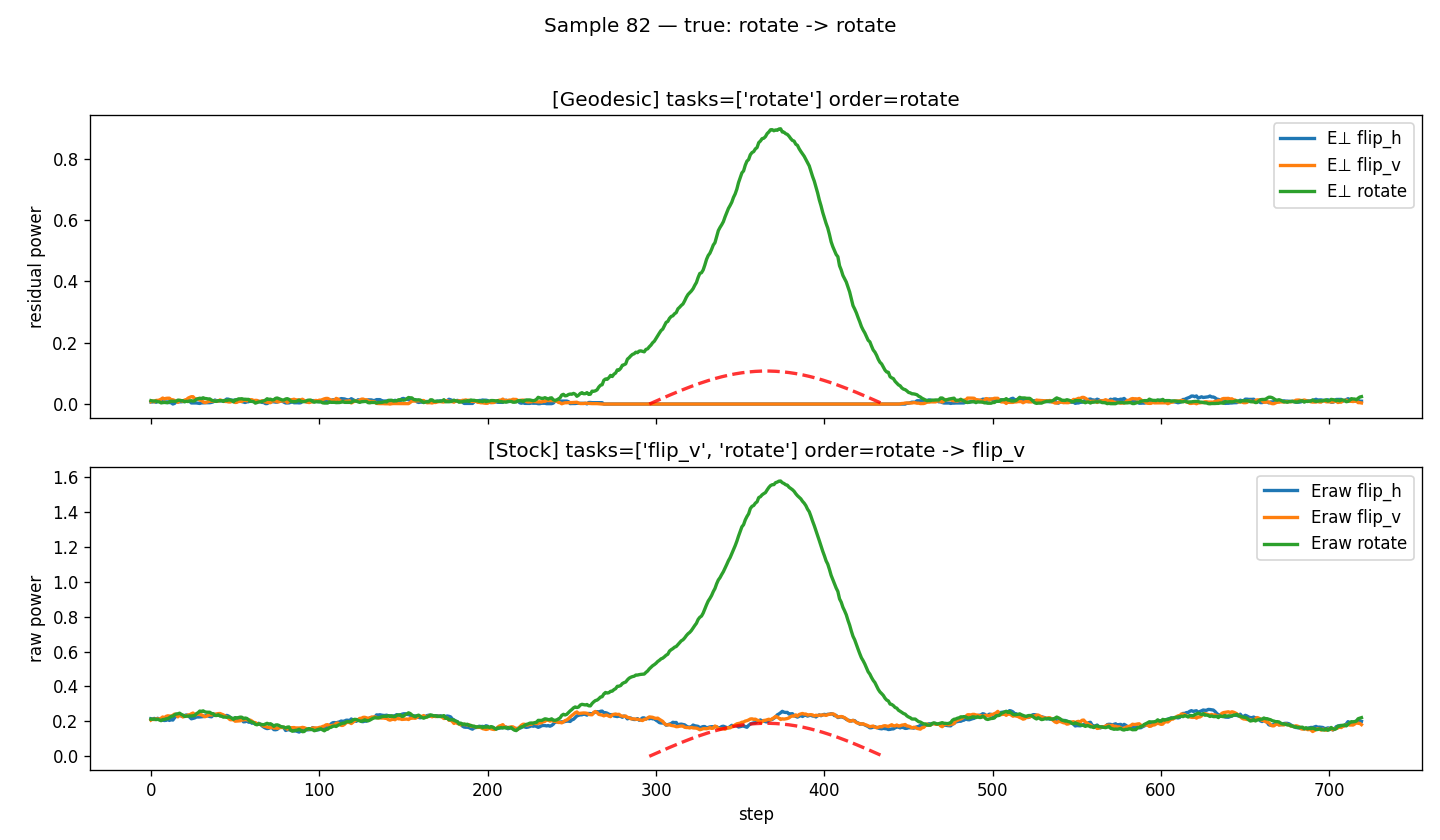 Sample 82 — true: rotate -> rotate
[Geodesic] tasks=['rotate'] order=rotate
residual power
0.8
0.6
0.4
0.2
0.0
E⊥ flip_h
E⊥ flip_v
E⊥ rotate
[Stock] tasks=['flip_v', 'rotate'] order=rotate -> flip_v
raw power
1.6
1.4
1.2
1.0
0.8
0.6
0.4
0.2
0.0
Eraw flip_h
Eraw flip_v
Eraw rotate
0 100 200 300 400 500 600 700
step